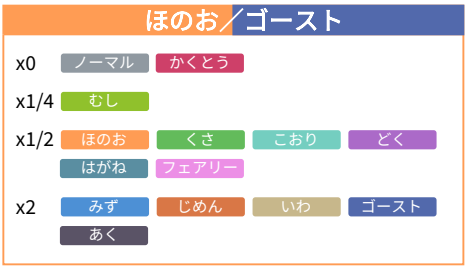 ほのお／ゴースト
x0 ノーマル かくとう
x1/4 むし
x1/2 ほのお くさ こおり どく
はがね フェアリー
x2 みず じめん いわ ゴースト
あく